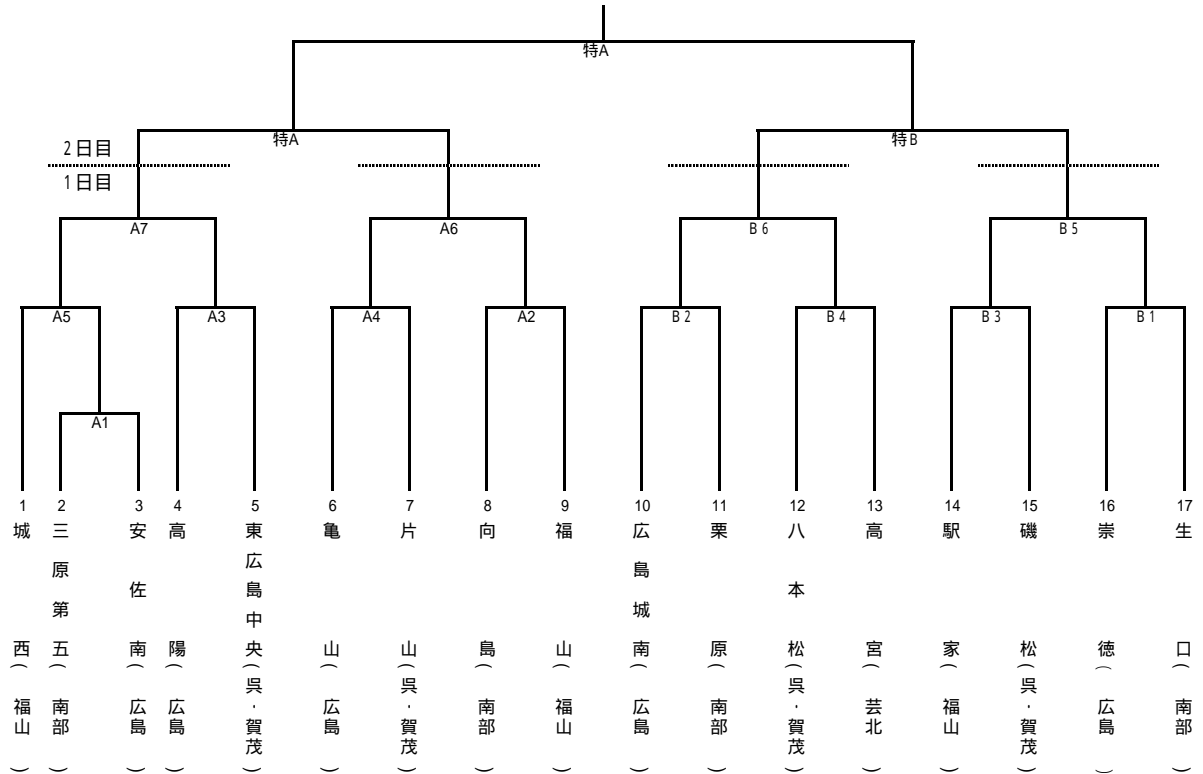 特A
特A
特B
2日目
1日目
A7
A6
B6
B5
A5
A3
A4
A2
B2
B4
B3
B1
A1
1 城西(福山)
2 三原第五(南部)
3 安佐南(広島)
4 高陽(広島)
5 東広島中央(呉・賀茂)
6 亀山(広島)
7 片山(呉・賀茂)
8 向島(南部)
9 福山(福山)
10 広島城南(広島)
11 栗原(南部)
12 八本松(呉・賀茂)
13 高宮(芸北)
14 駅家(福山)
15 磯松(呉・賀茂)
16 崇徳(広島)
17 生口(南部)